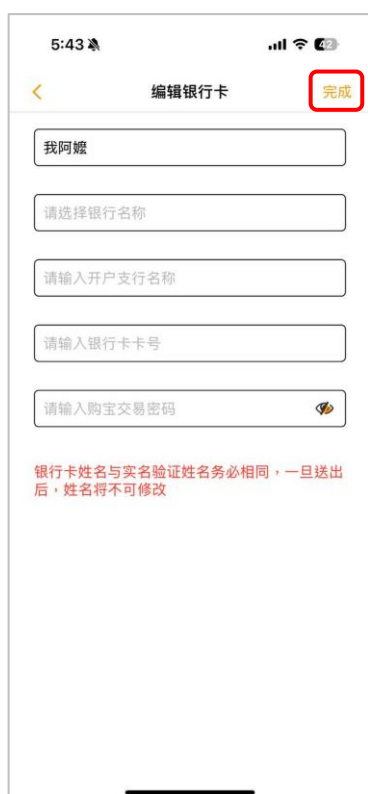 5:43
42
编辑银行卡
完成
我阿嬷
请选择银行名称
请输入开户支行名称
请输入银行卡卡号
请输入购宝交易密码
银行卡姓名与实名验证姓名务必相同，一旦送出
后，姓名将不可修改